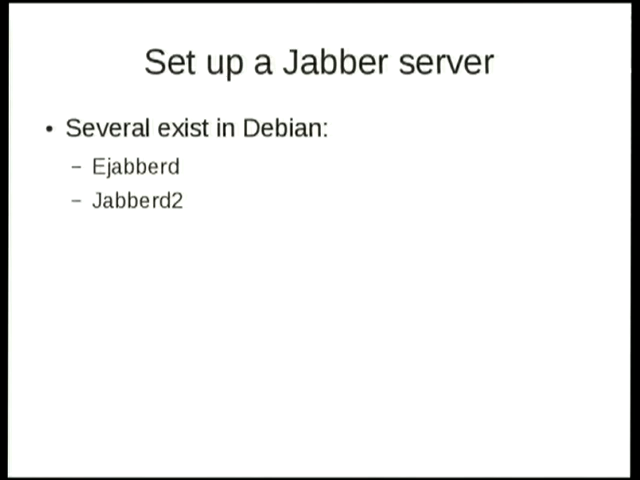 Set up a Jabber server
• Several exist in Debian:
– Ejabberd
– Jabberd2